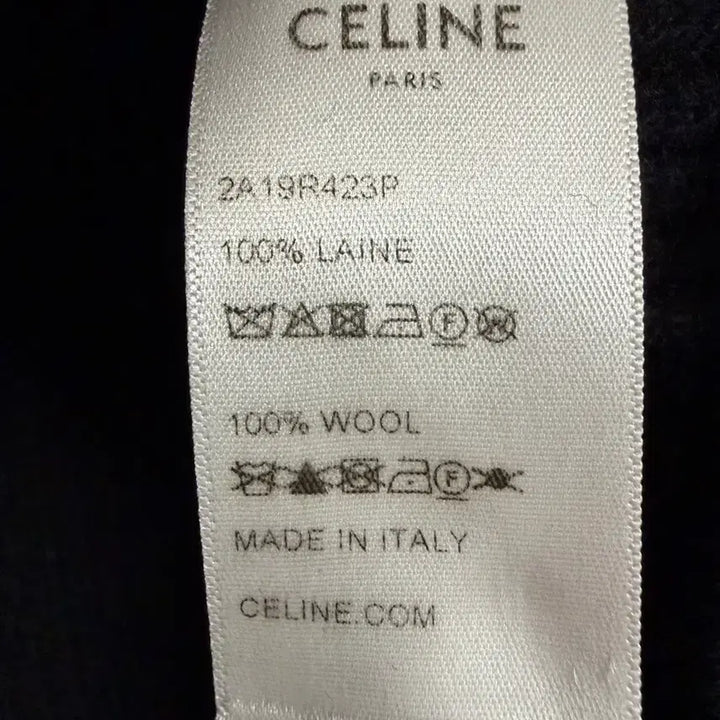 CELINE
PARIS
2A19R423P
100% LAINE
F W
100% WOOL
F
MADE IN ITALY
CELINE.COM